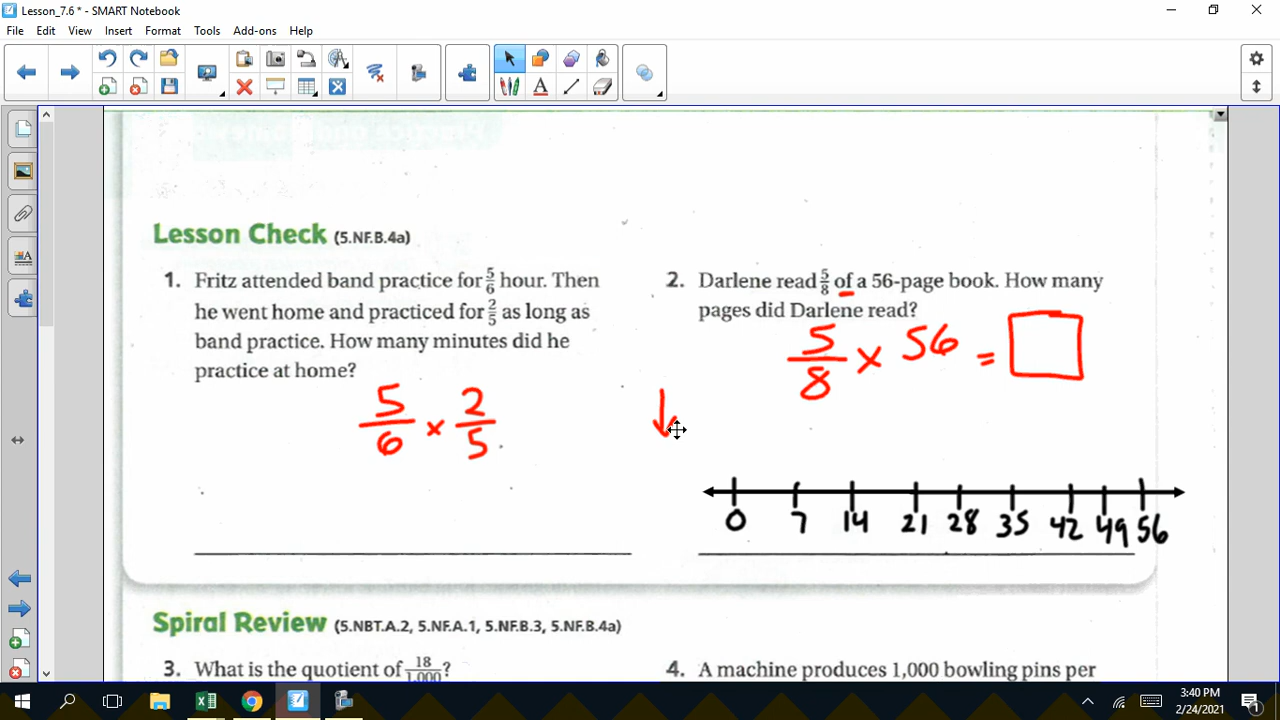 Lesson_7.6 * - SMART Notebook
File Edit View Insert Format Tools Add-ons Help
Lesson Check (5.NF.B.4a)
1. Fritz attended band practice for 5/6 hour. Then
he went home and practiced for 2/5 as long as
band practice. How many minutes did he
practice at home?
5/6 × 2/5
2. Darlene read 5/8 of a 56-page book. How many
pages did Darlene read?
5/8 × 56 =
0 7 14 21 28 35 42 49 56
Spiral Review (5.NBT.A.2, 5.NF.A.1, 5.NF.B.3, 5.NF.B.4a)
3. What is the quotient of 18/1,000?
4. A machine produces 1,000 bowling pins per
3:40 PM
2/24/2021